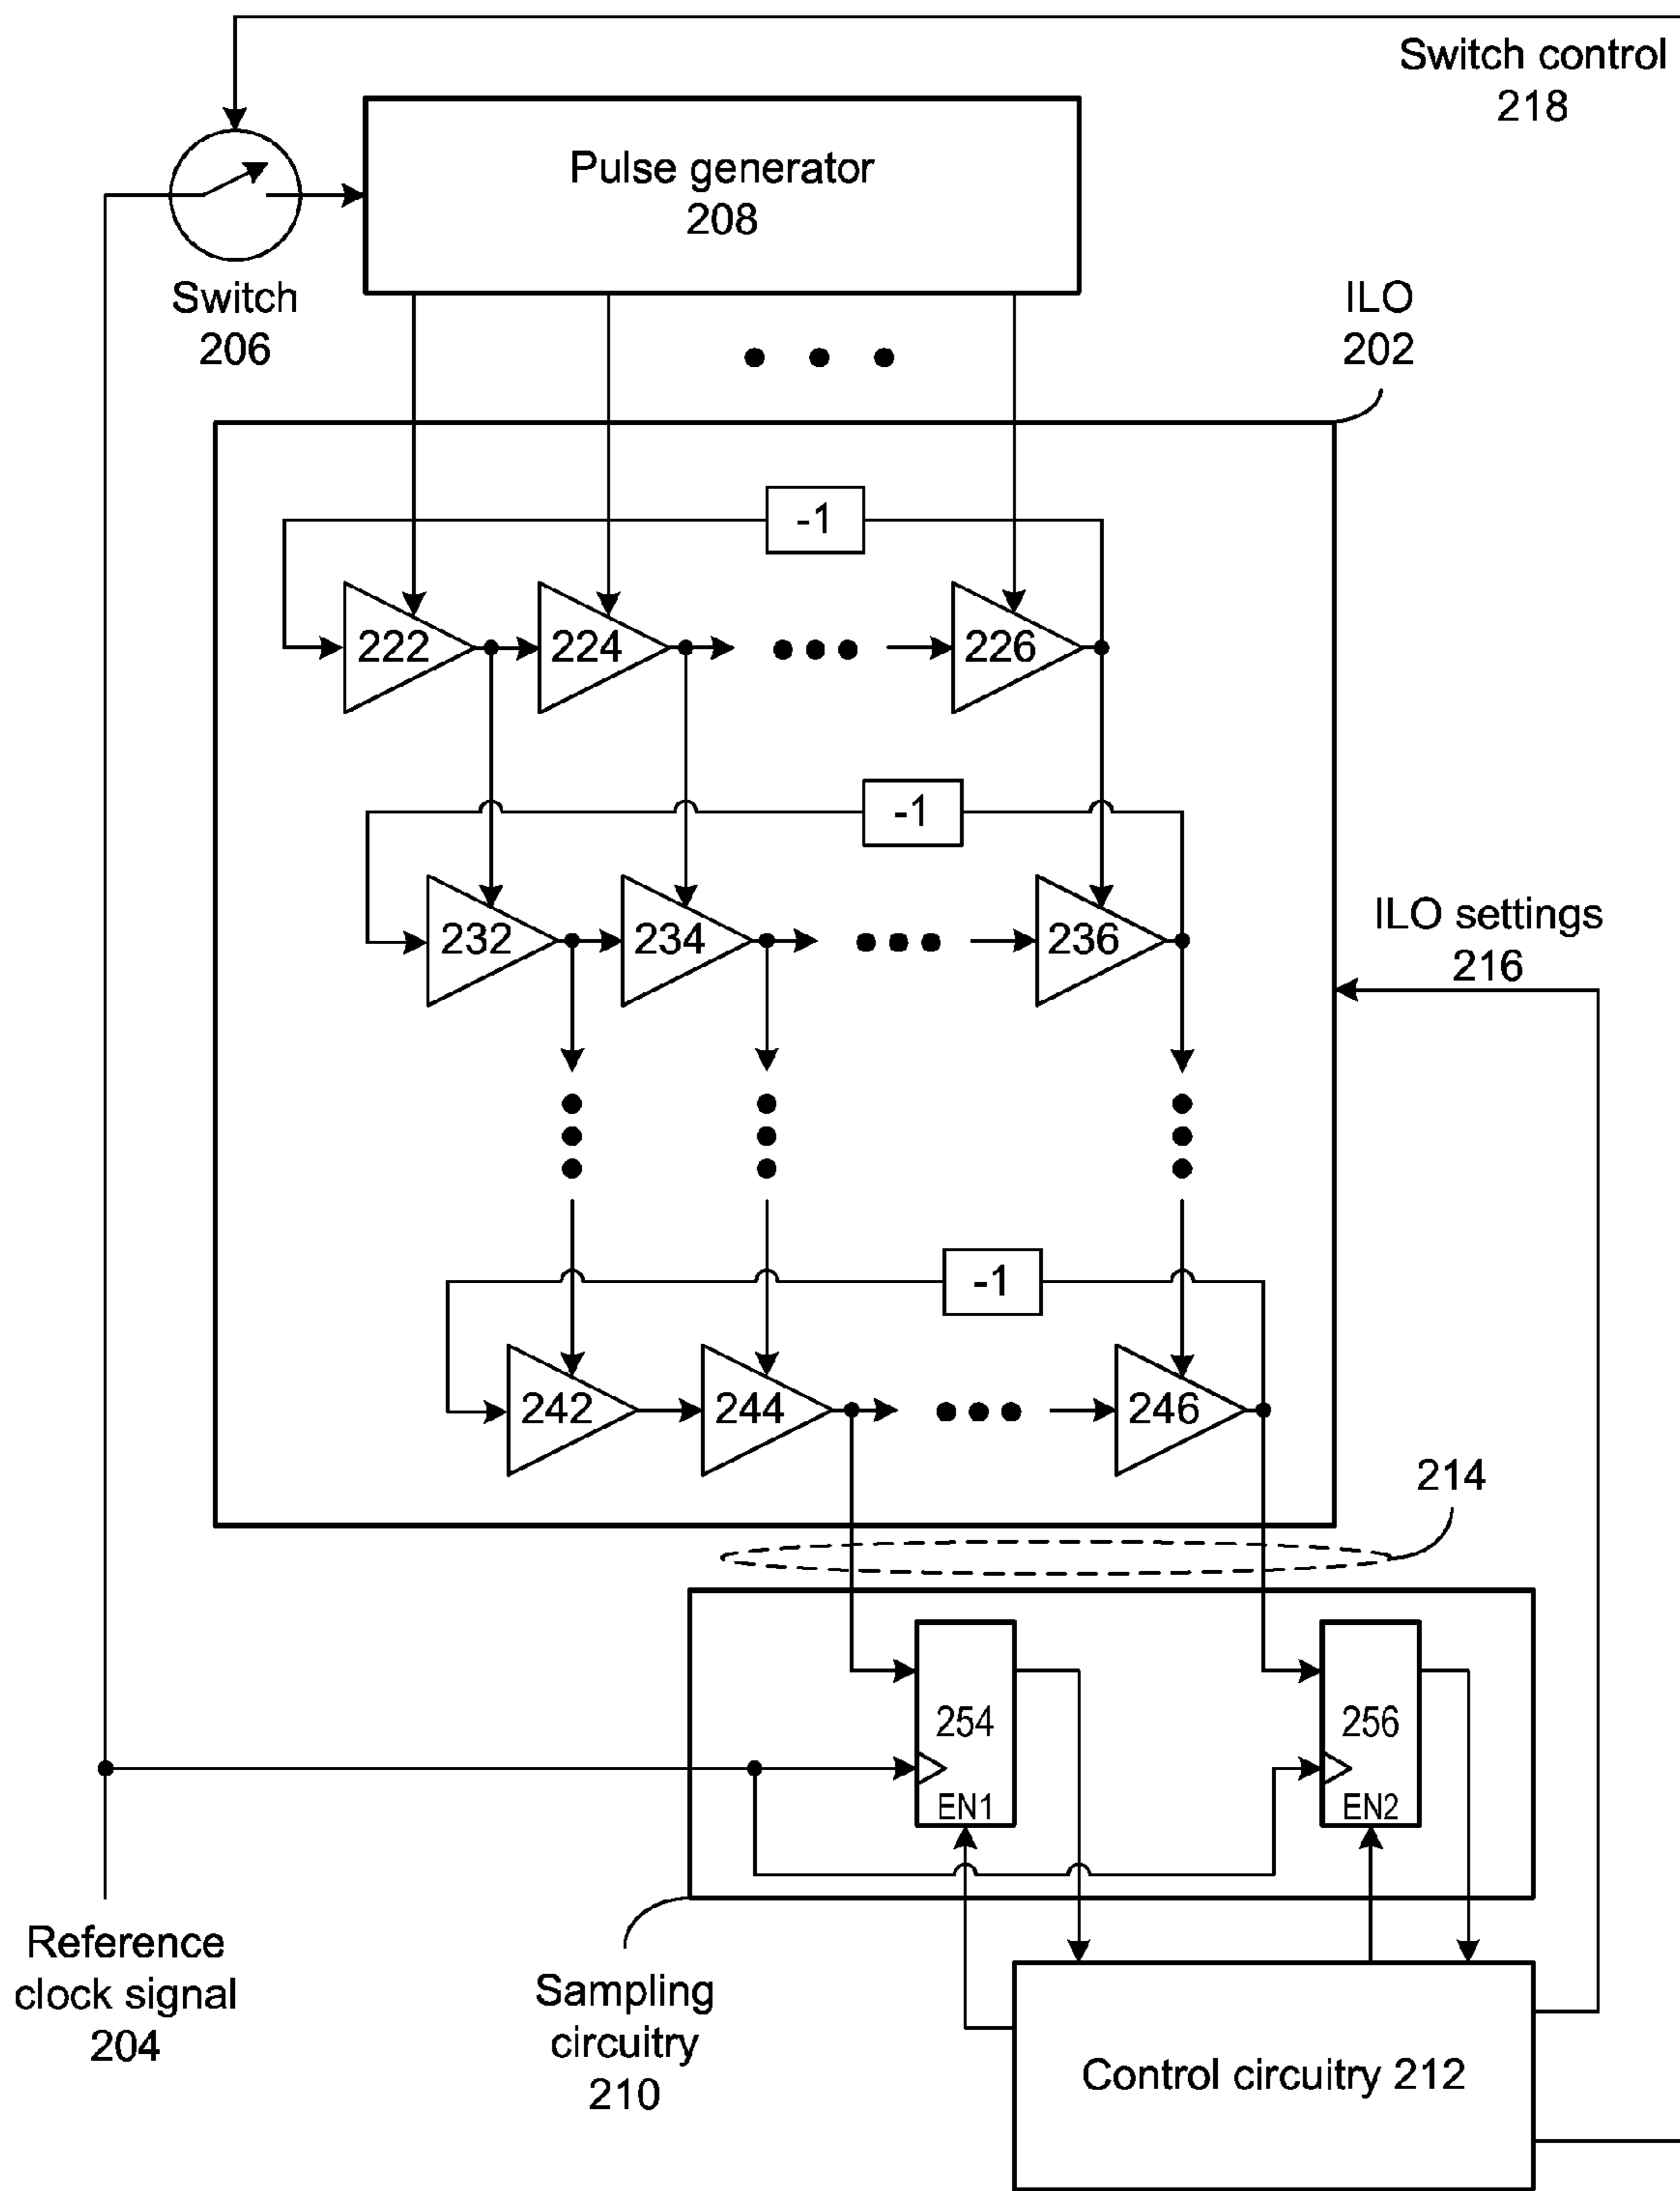 Switch control
218
Pulse generator
208
Switch
206
ILO
202
-1
222
224
226
-1
232
234
236
ILO settings
216
-1
242
244
246
214
254
EN1
256
EN2
Reference
clock signal
204
Sampling
circuitry
210
Control circuitry 212